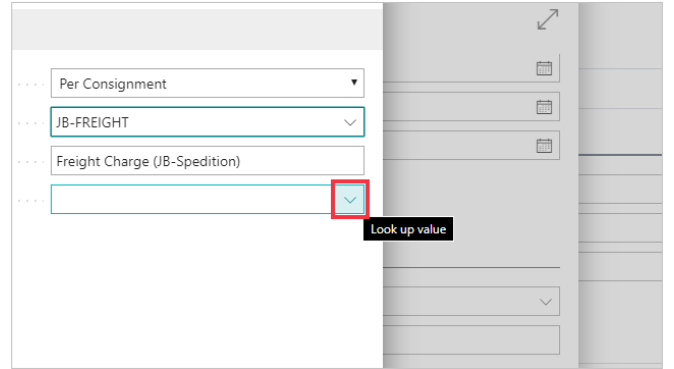 Per Consignment
JB-FREIGHT
Freight Charge (JB-Spedition)
Look up value